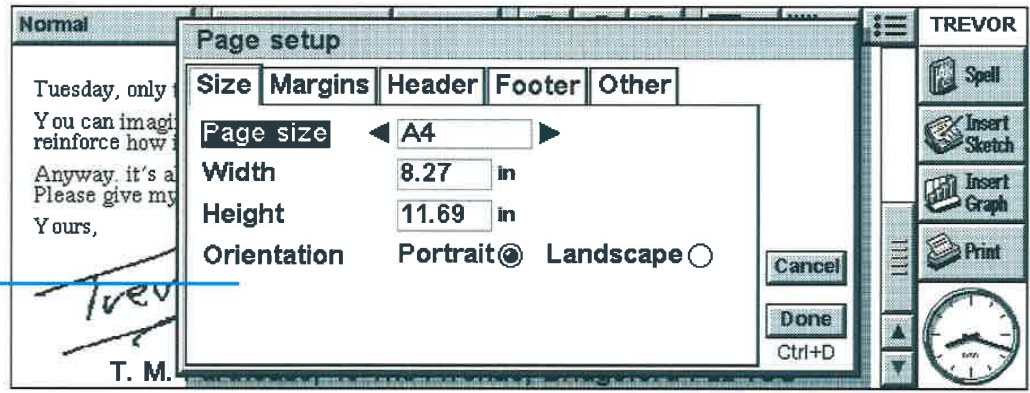 Normal
TREVOR
Page setup
Size Margins Header Footer Other
Page size A4
Width 8.27 in
Height 11.69 in
Orientation Portrait Landscape
Cancel
Done
Ctrl+D
Tuesday, only
You can imagi
reinforce how
Anyway. it's a
Please give my
Yours,
Trev
T. M.
Spell
Insert
Sketch
Insert
Graph
Print